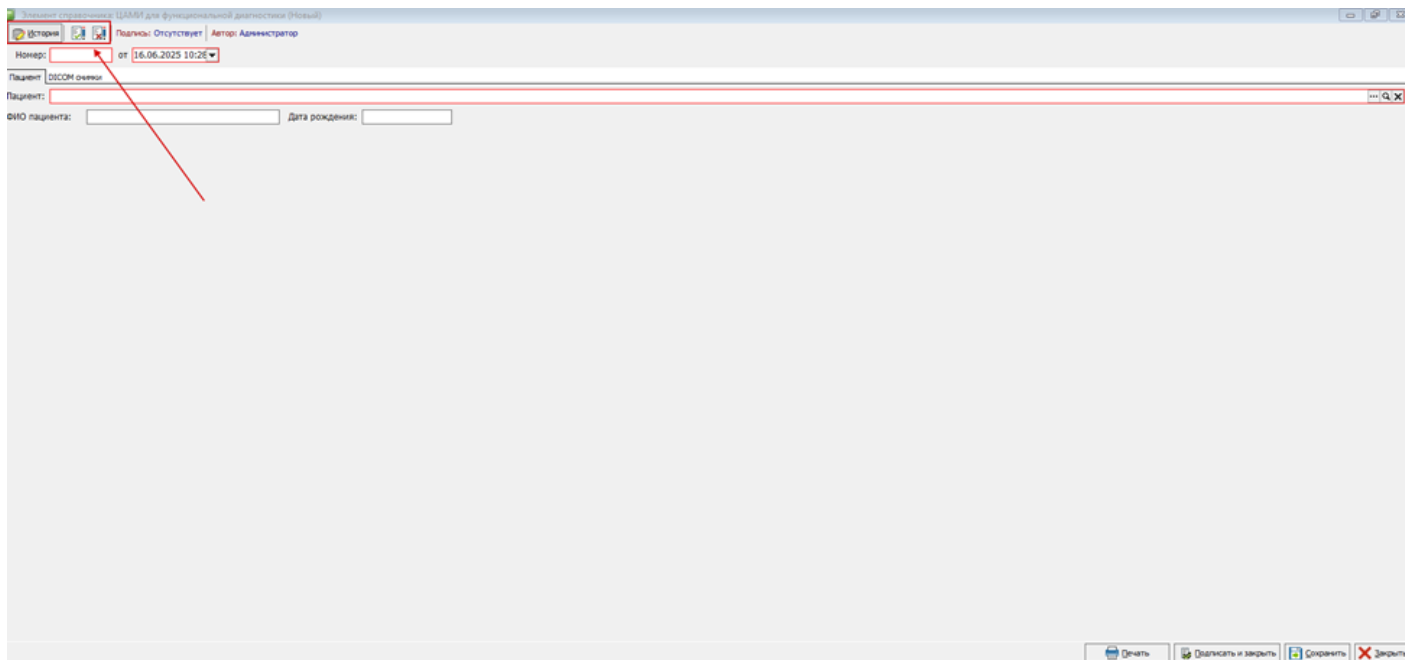 Элемент справочника: ЦАМИ для функциональной диагностики (Новый)
История Подпись: Отсутствует Автор: Администратор
Номер: от 16.06.2025 10:28
Пациент DICOM снимки
Пациент:
ФИО пациента: Дата рождения:
Печать Подписать и закрыть Сохранить Закрыть